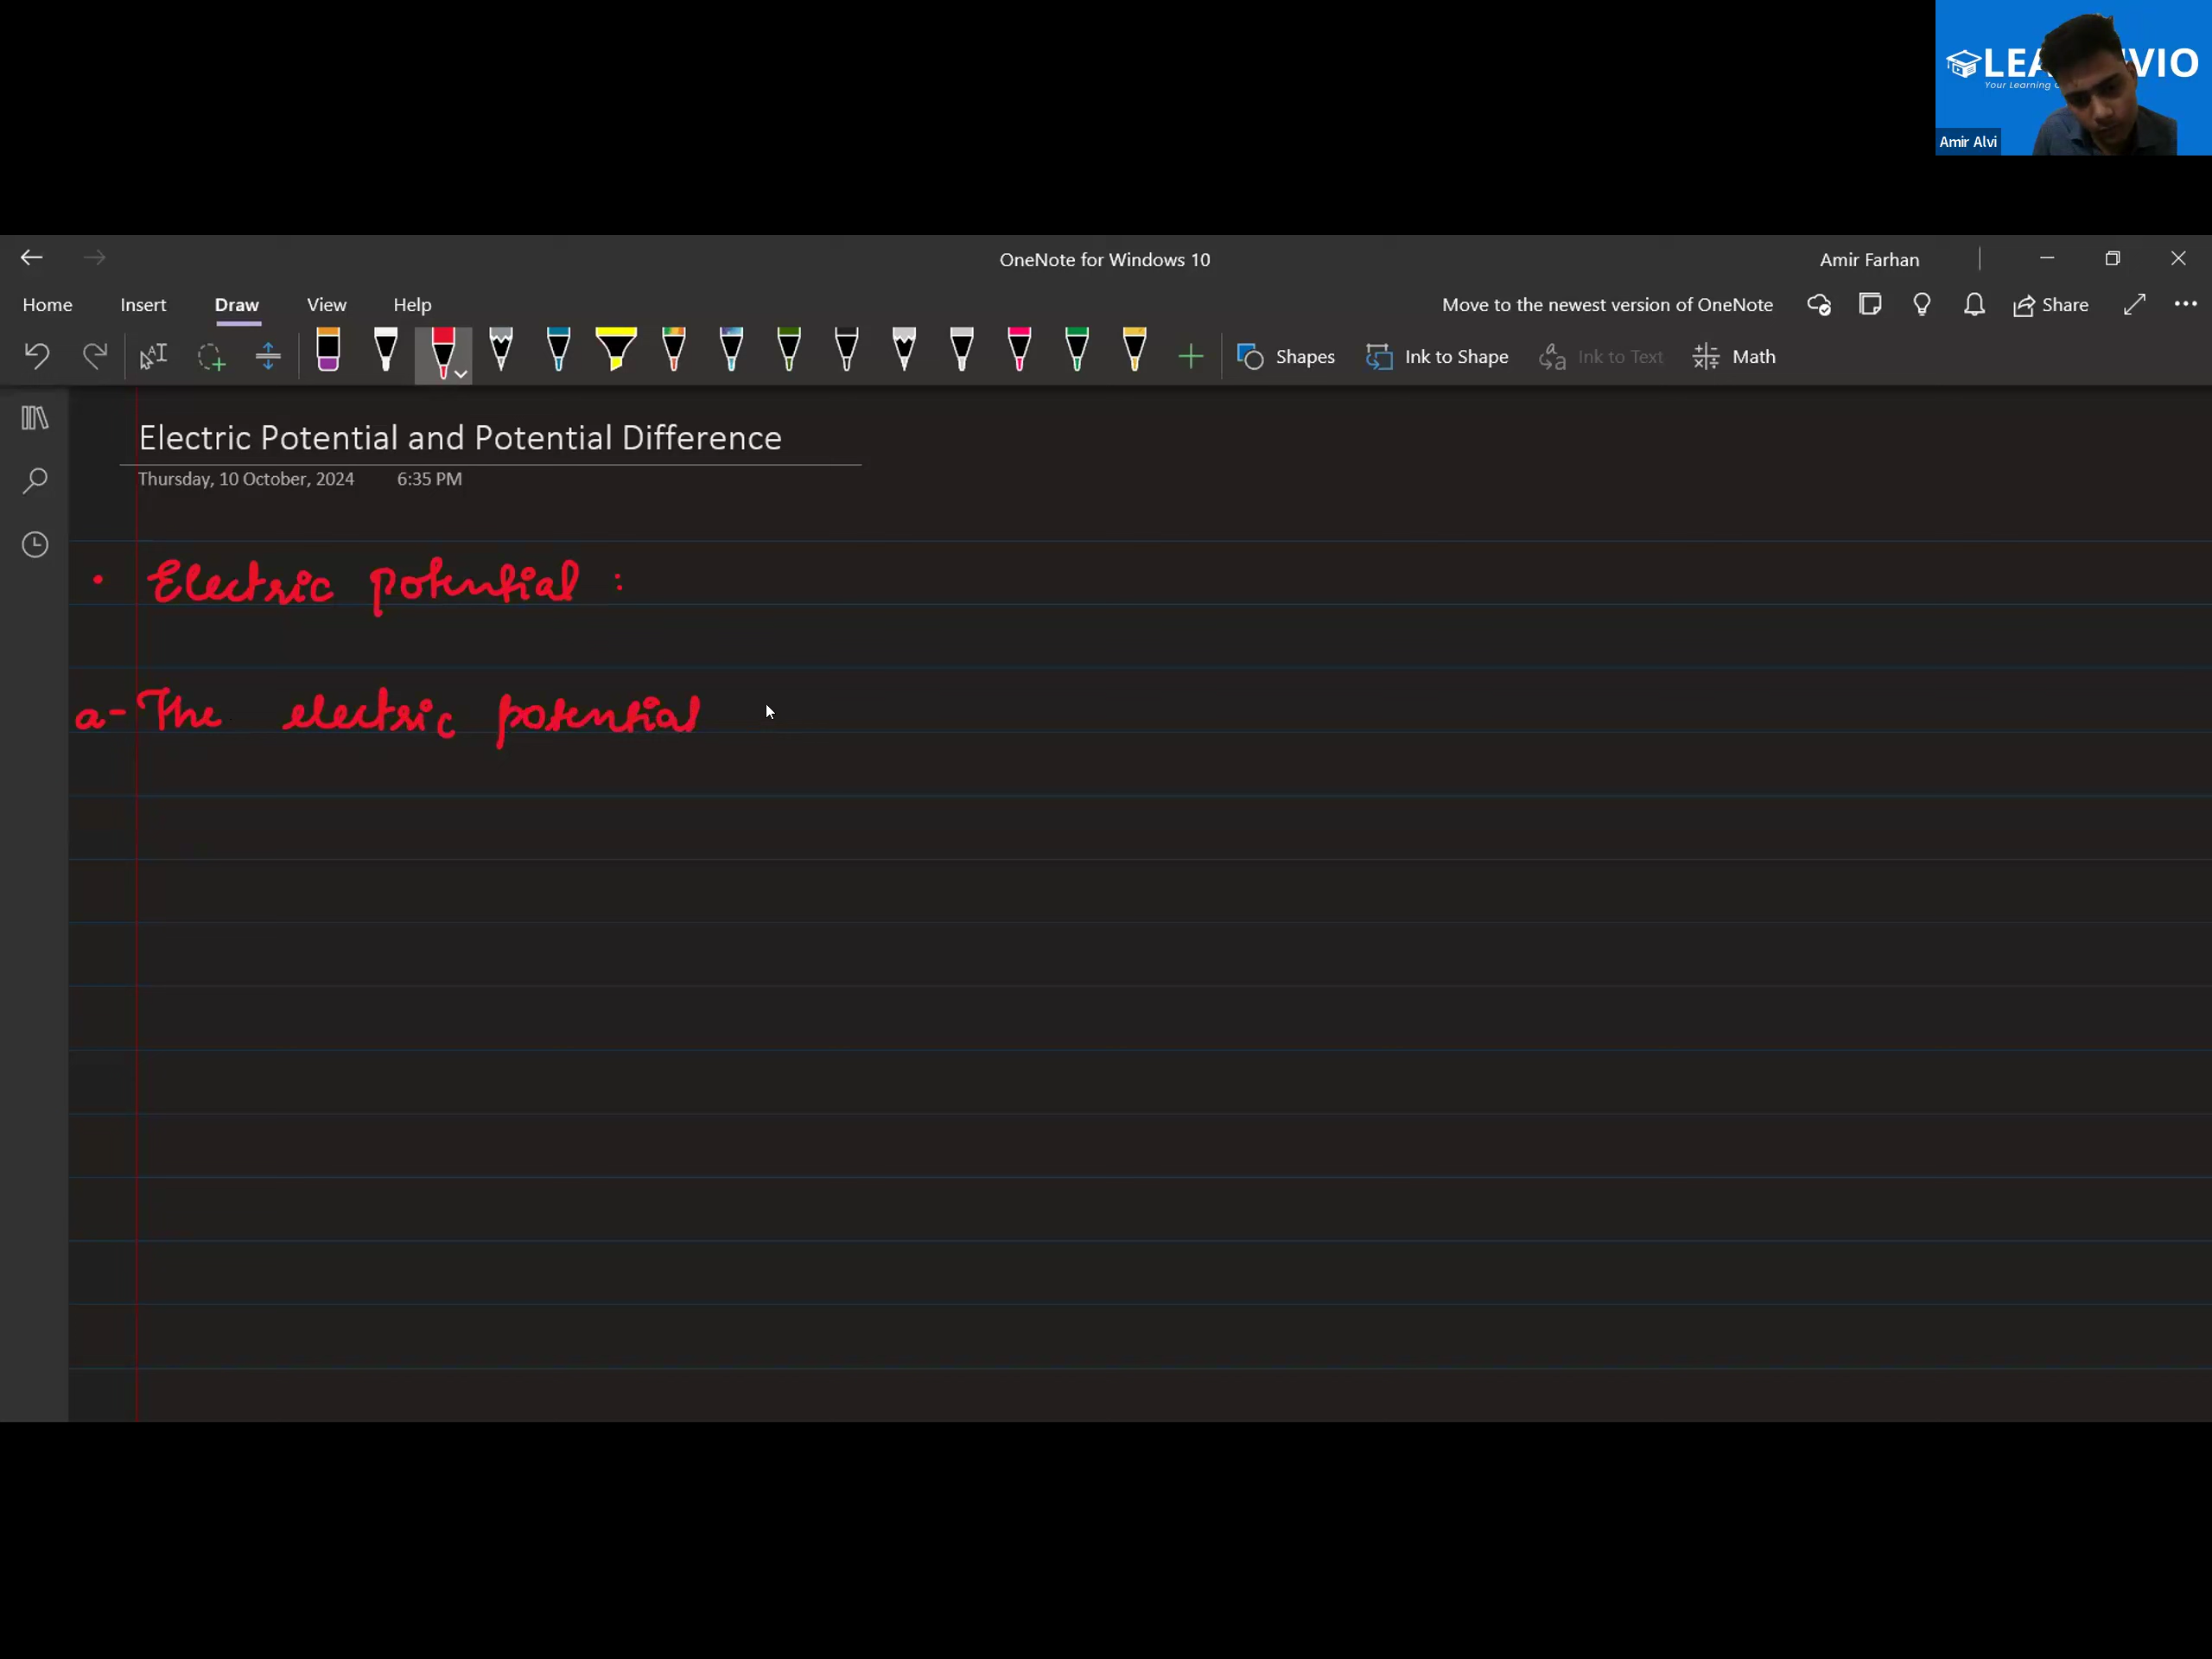 Amir Alvi
OneNote for Windows 10
Amir Farhan
Home Insert Draw View Help
Move to the newest version of OneNote
Share
Shapes Ink to Shape Ink to Text Math
Electric Potential and Potential Difference
Thursday, 10 October, 2024 6:35 PM
• Electric potential :
a- The electric potential